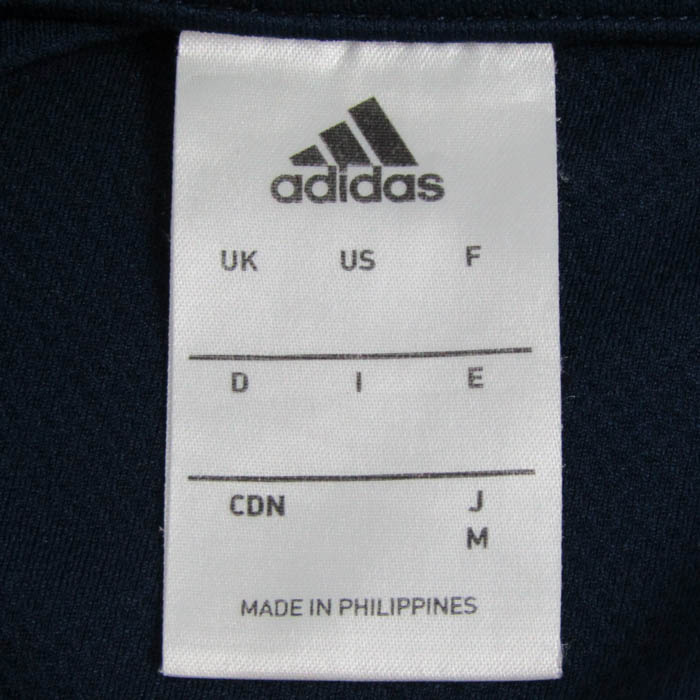 adidas
UK US F
D I E
CDN J
M
MADE IN PHILIPPINES